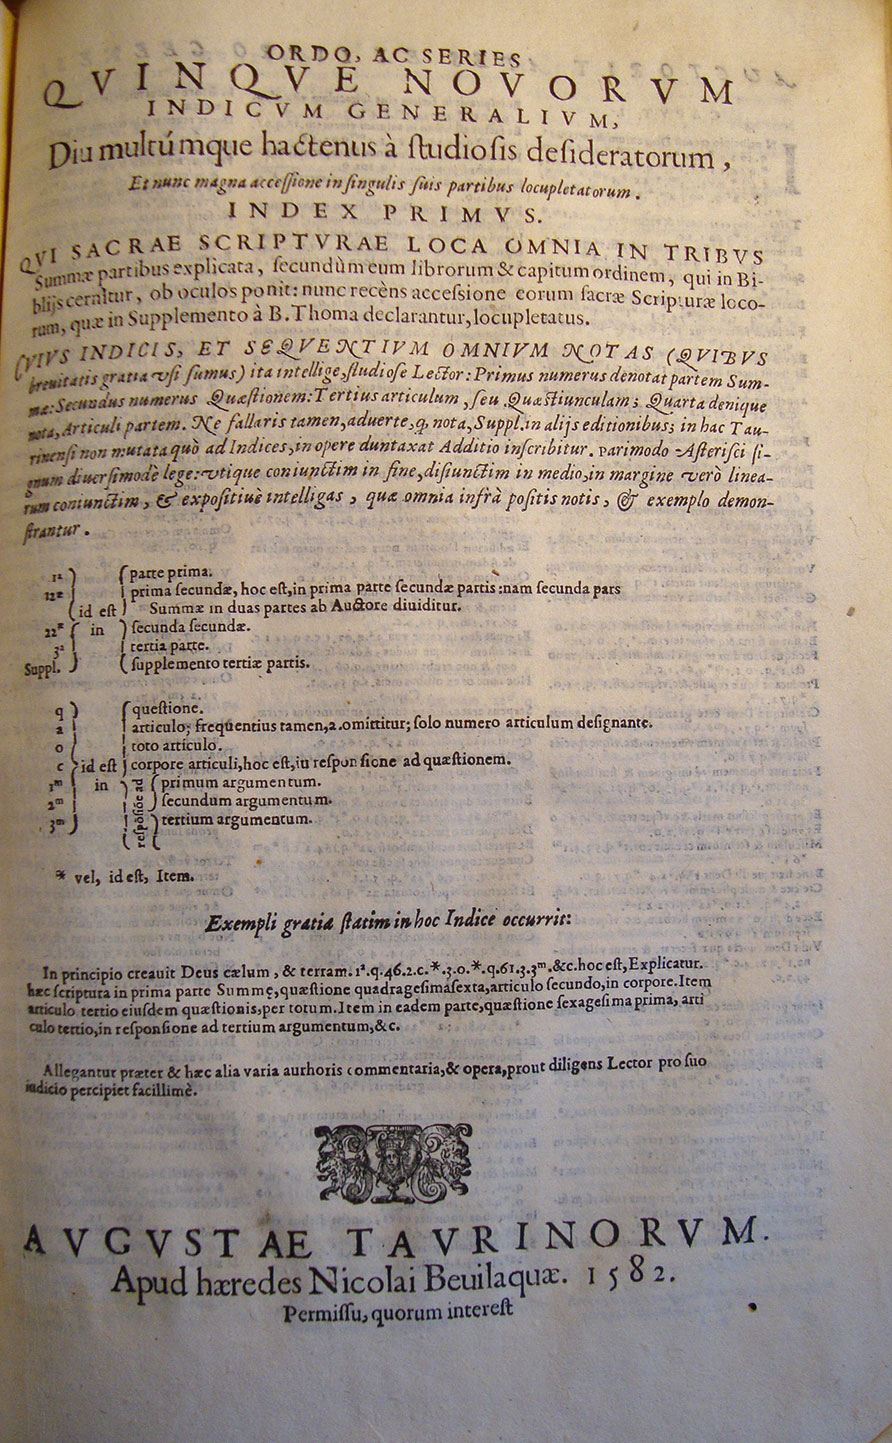 ORDO, AC SERIES
QVINQVE NOVORVM
INDICVM GENERALIVM,
Diu multúmque hactenus à ſtudioſis deſideratorum,
Et nunc magna acceſſione in ſingulis ſuis partibus locupletatorum.
INDEX PRIMVS.
QVI SACRAE SCRIPTVRAE LOCA OMNIA IN TRIBVS
Summæ partibus explicata, ſecundùm eum librorum & capitum ordinem, qui in Bi-
blijs cernitur, ob oculos ponit: nunc recèns acceſsione eorum ſacræ Scripturæ loco-
rum, quæ in Supplemento à B. Thoma declarantur, locupletatus.
CVIVS INDICIS, ET SEQVENTIVM OMNIVM NOTAS (QVIBVS
breuitatis gratia vſi ſumus) ita intellige, ſtudioſe Lector: Primus numerus denotat partem Sum-
mæ: Secundus numerus Quæſtionem: Tertius articulum, ſeu Quæſtiunculam; Quarta denique
nota, Articuli partem. Ne fallaris tamen, aduerte, q, nota, Suppl. in alijs editionibus; in hac Tau-
rinenſi non mutata quò ad Indices, in opere duntaxat Additio inſcribitur. parimodo Aſteriſci ſi-
gnum diuerſimodè lege: vtique coniunctim in fine, diſiunctim in medio, in margine verò linea-
rum coniunctim, & expoſitiuè intelligas, quæ omnia infrà poſitis notis, & exemplo demon-
ſtrantur.
1ª parte prima.
12ᵉ prima ſecundæ, hoc eſt, in prima parte ſecundæ partis: nam ſecunda pars
id eſt Summæ in duas partes ab Auctore diuiditur.
22ᵉ in ſecunda ſecundæ.
3ª tertia parte.
Suppl. ſupplemento tertiæ partis.
q queſtione.
a articulo; frequentius tamen, a. omittitur; ſolo numero articulum deſignante.
o toto articulo.
c id eſt corpore articuli, hoc eſt, in reſponſione ad quæſtionem.
1ᵐ in reſpoſioe ad primum argumentum.
2ᵐ ſecundum argumentum.
3ᵐ tertium argumentum.
* vel, id eſt, Item.
Exempli gratia ſtatim in hoc Indice occurrit:
In principio creauit Deus cælum, & terram. 1ª. q. 46. 2. c. *. 3. o. *. q. 61. 3. 3ᵐ. &c. hoc eſt, Explicatur.
hæc ſcriptura in prima parte Summę, quæſtione quadrageſimaſexta, articulo ſecundo, in corpore. Item
articulo tertio eiuſdem quæſtionis, per totum. Item in eadem parte, quæſtione ſexageſima prima, arti
culo tertio, in reſponſione ad tertium argumentum, &c.
Allegantur præter & hæc alia varia authoris commentaria, & opera, prout diligens Lector pro ſuo
iudicio percipiet facillimè.
AVGVSTAE TAVRINORVM.
Apud hæredes Nicolai Beuilaquæ. 1582.
Permiſſu, quorum intereſt